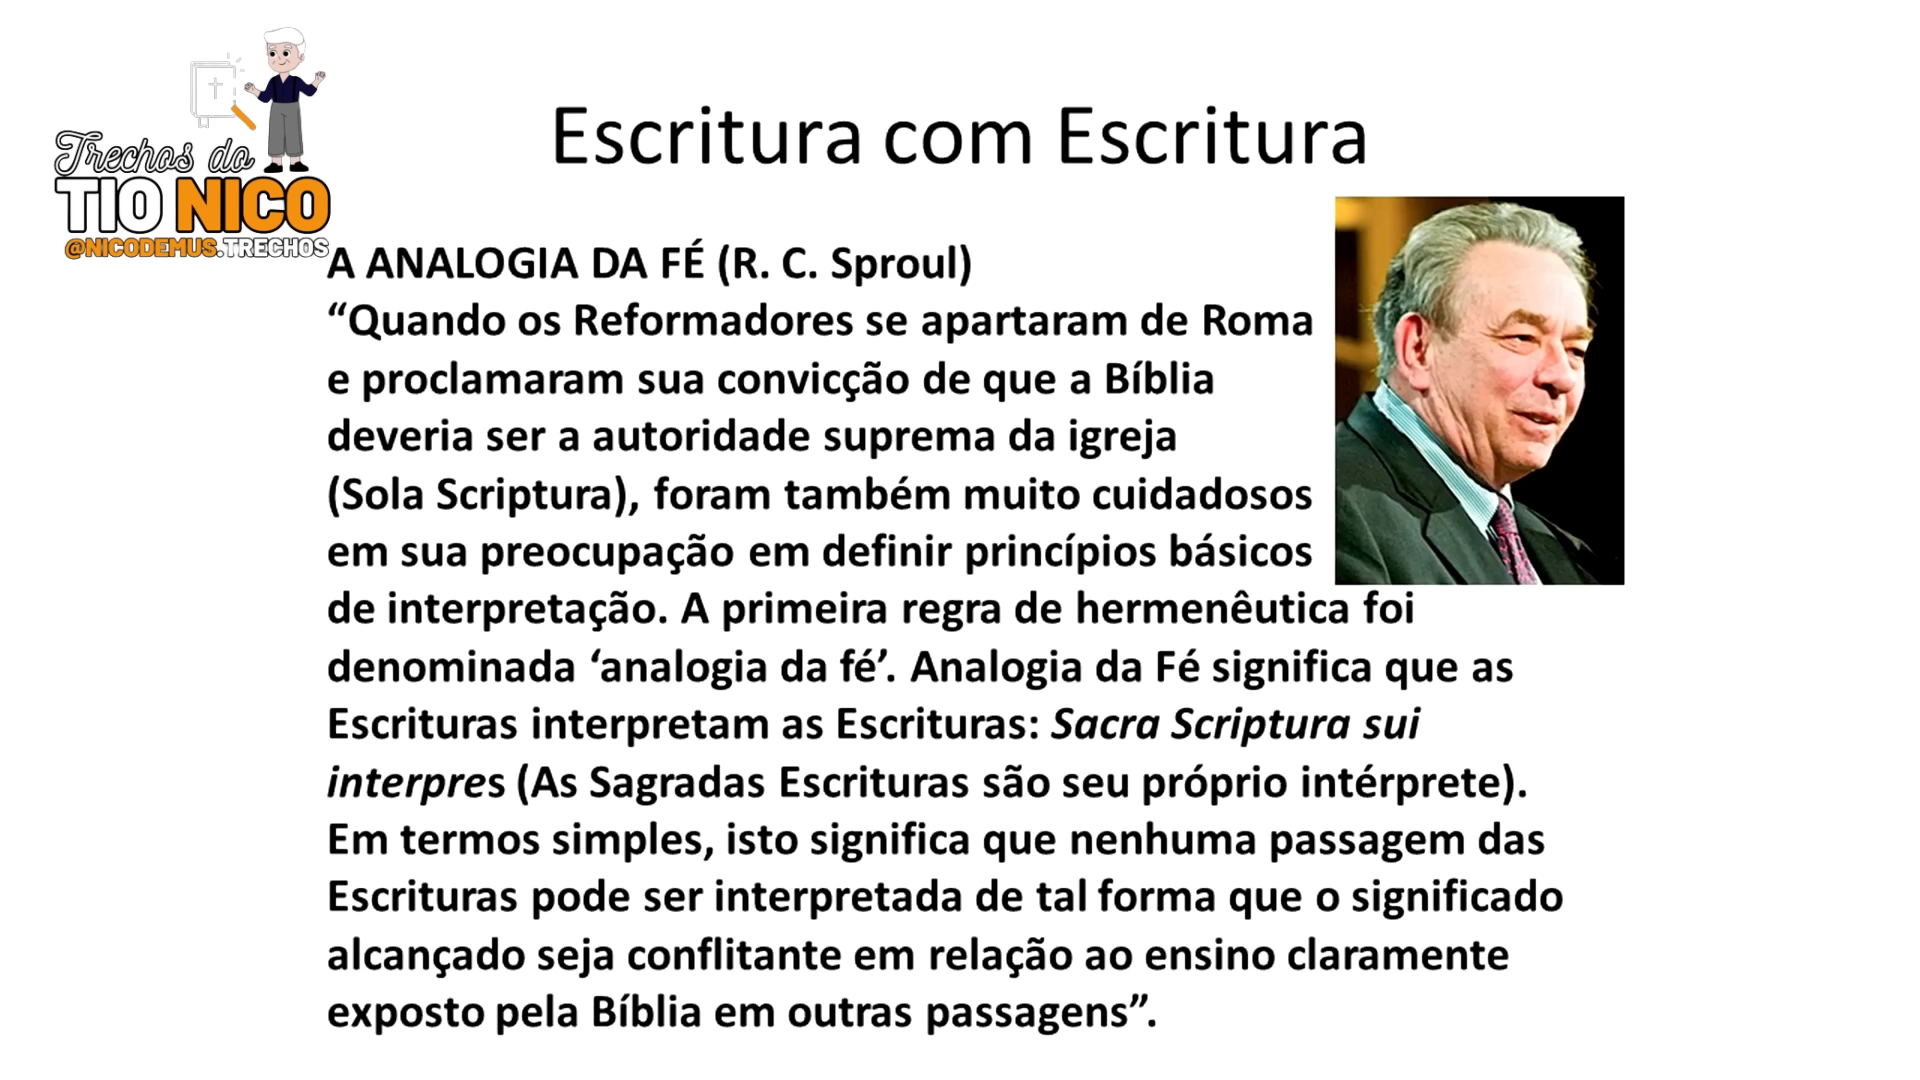 Trechos do
TIO NICO
@NICODEMUS.TRECHOS
Escritura com Escritura
A ANALOGIA DA FÉ (R. C. Sproul)
“Quando os Reformadores se apartaram de Roma
e proclamaram sua convicção de que a Bíblia
deveria ser a autoridade suprema da igreja
(Sola Scriptura), foram também muito cuidadosos
em sua preocupação em definir princípios básicos
de interpretação. A primeira regra de hermenêutica foi
denominada ‘analogia da fé’. Analogia da Fé significa que as
Escrituras interpretam as Escrituras: Sacra Scriptura sui
interpres (As Sagradas Escrituras são seu próprio intérprete).
Em termos simples, isto significa que nenhuma passagem das
Escrituras pode ser interpretada de tal forma que o significado
alcançado seja conflitante em relação ao ensino claramente
exposto pela Bíblia em outras passagens”.